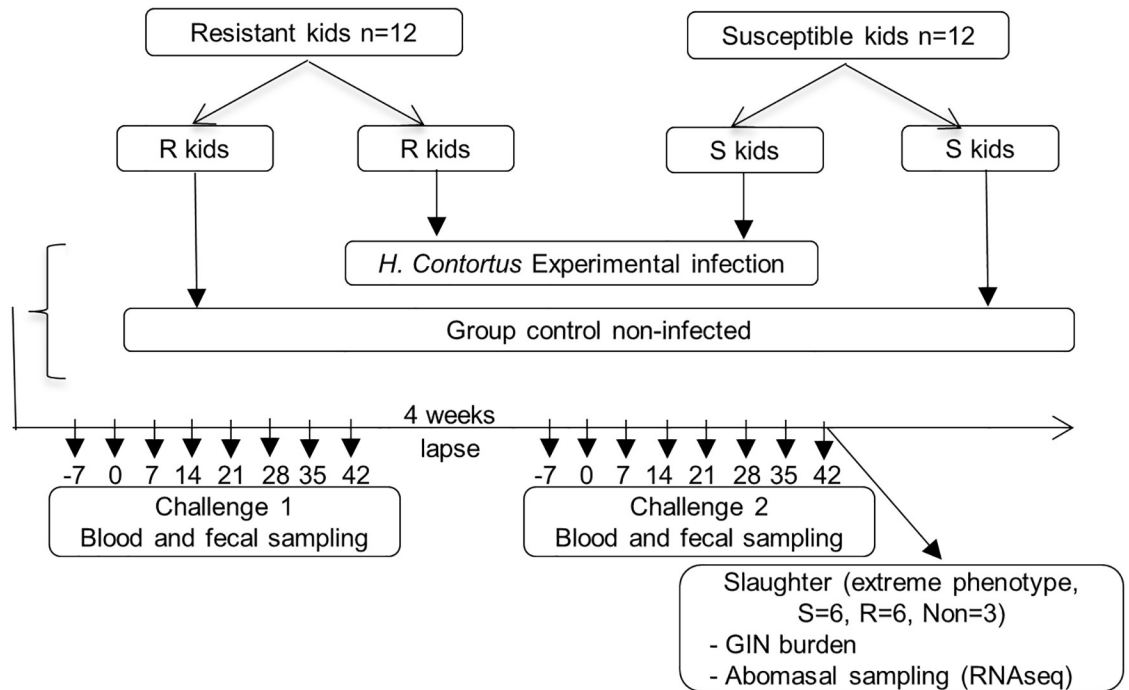 Resistant kids n=12
Susceptible kids n=12
R kids
R kids
S kids
S kids
H. Contortus Experimental infection
Group control non-infected
4 weeks
lapse
-7 0 7 14 21 28 35 42
-7 0 7 14 21 28 35 42
Challenge 1
Blood and fecal sampling
Challenge 2
Blood and fecal sampling
Slaughter (extreme phenotype,
S=6, R=6, Non=3)
- GIN burden
- Abomasal sampling (RNAseq)